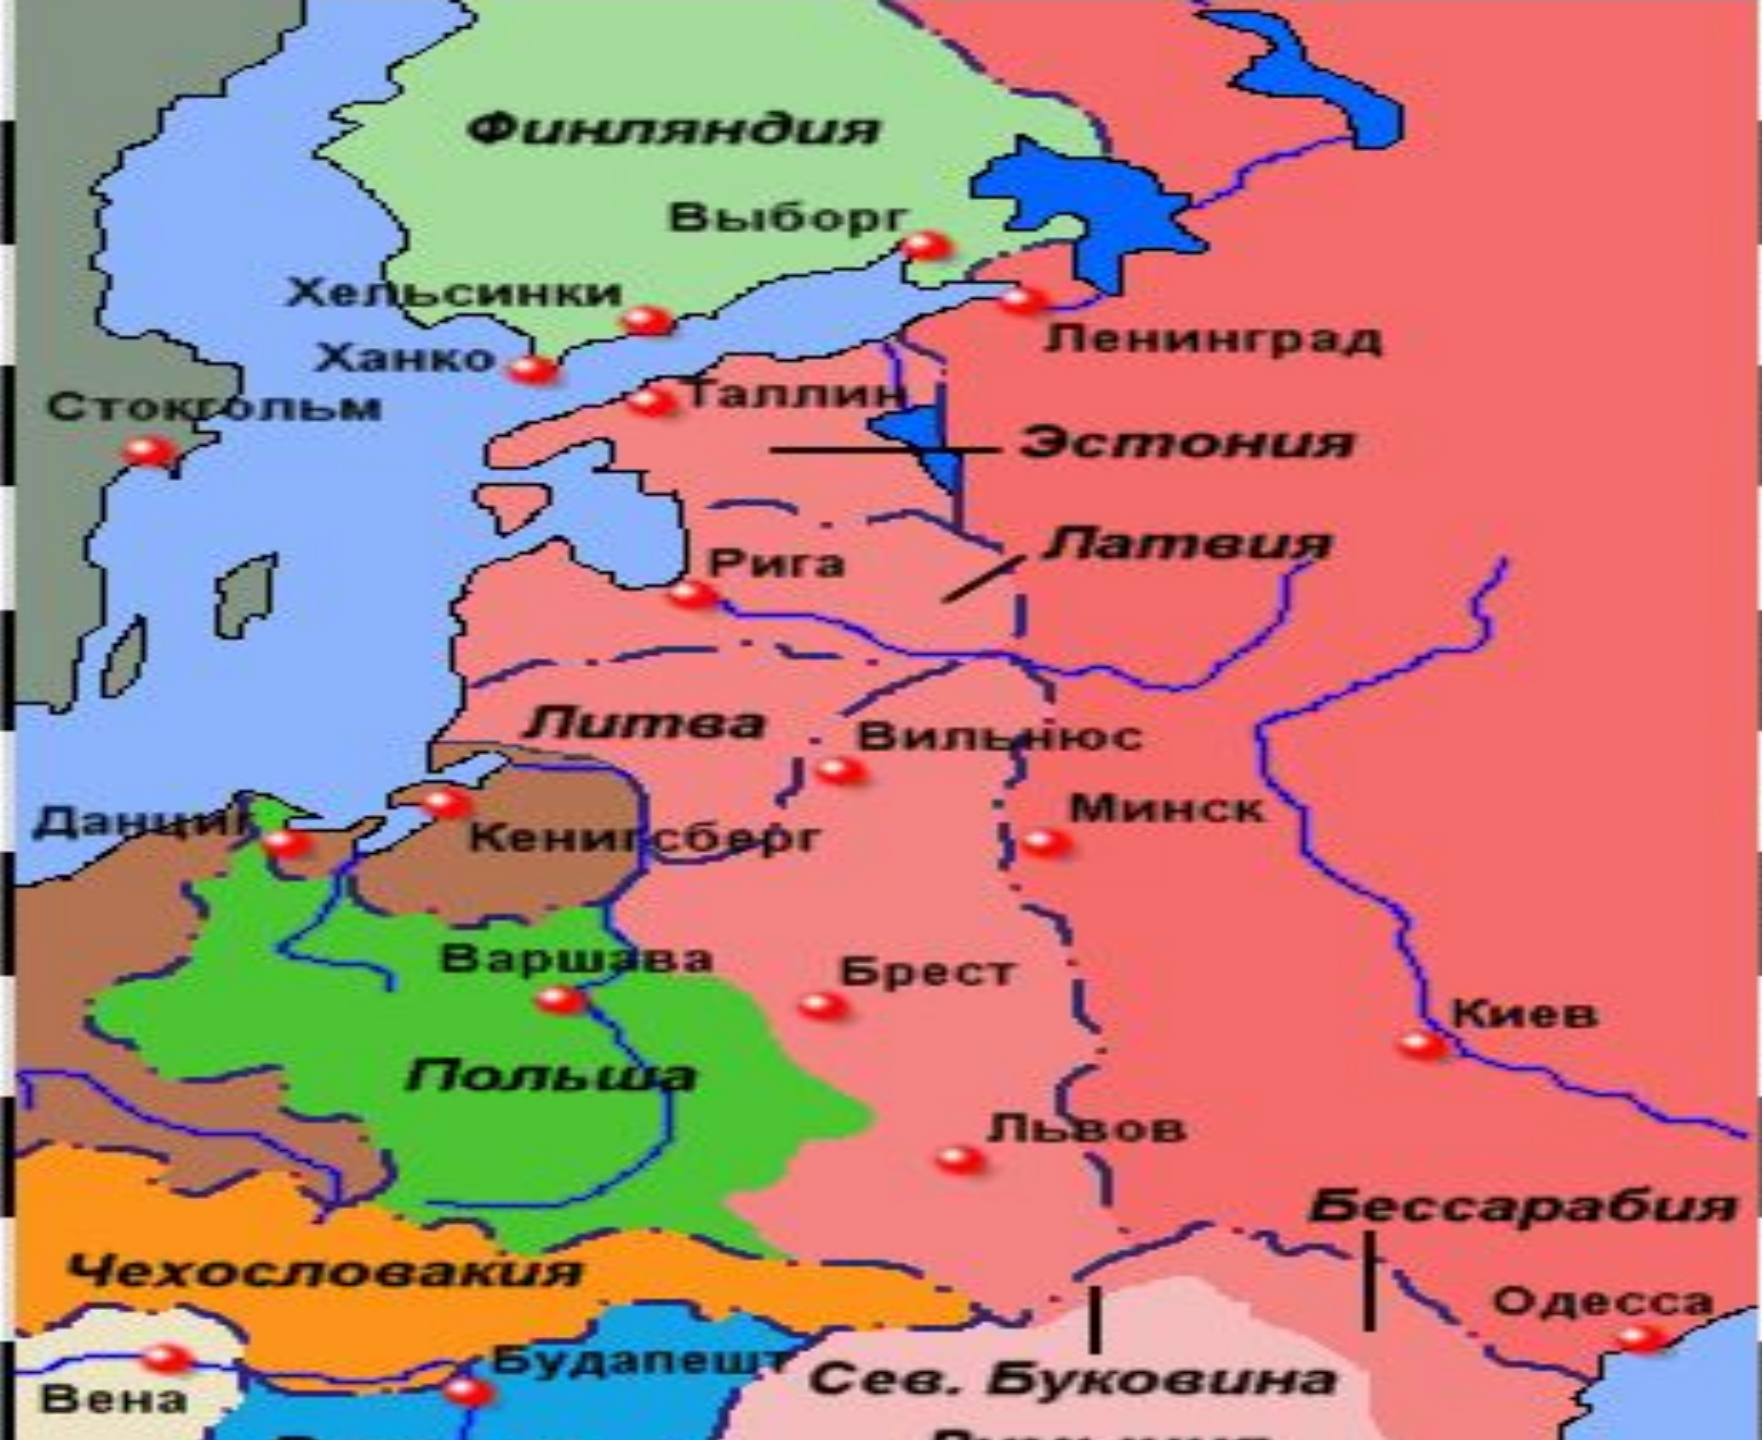 Финляндия
Выборг
Хельсинки
Ленинград
Ханко
Таллин
Стокгольм
Эстония
Латвия
Рига
Литва
Вильнюс
Минск
Данциг
Кенигсберг
Варшава
Брест
Киев
Польша
Львов
Бессарабия
Чехословакия
Одесса
Будапешт
Сев. Буковина
Вена